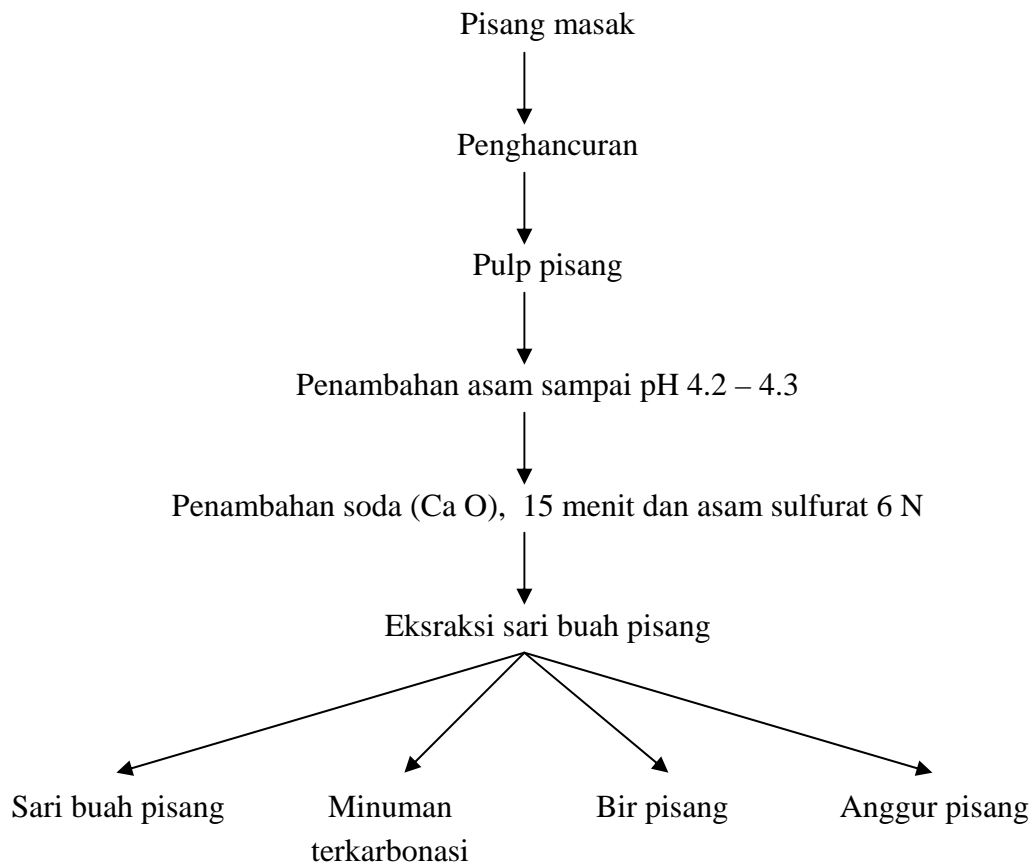 Pisang masak
Penghancuran
Pulp pisang
Penambahan asam sampai pH 4.2 – 4.3
Penambahan soda (Ca O),  15 menit dan asam sulfurat 6 N
Eksraksi sari buah pisang
Sari buah pisang
Minuman
terkarbonasi
Bir pisang
Anggur pisang